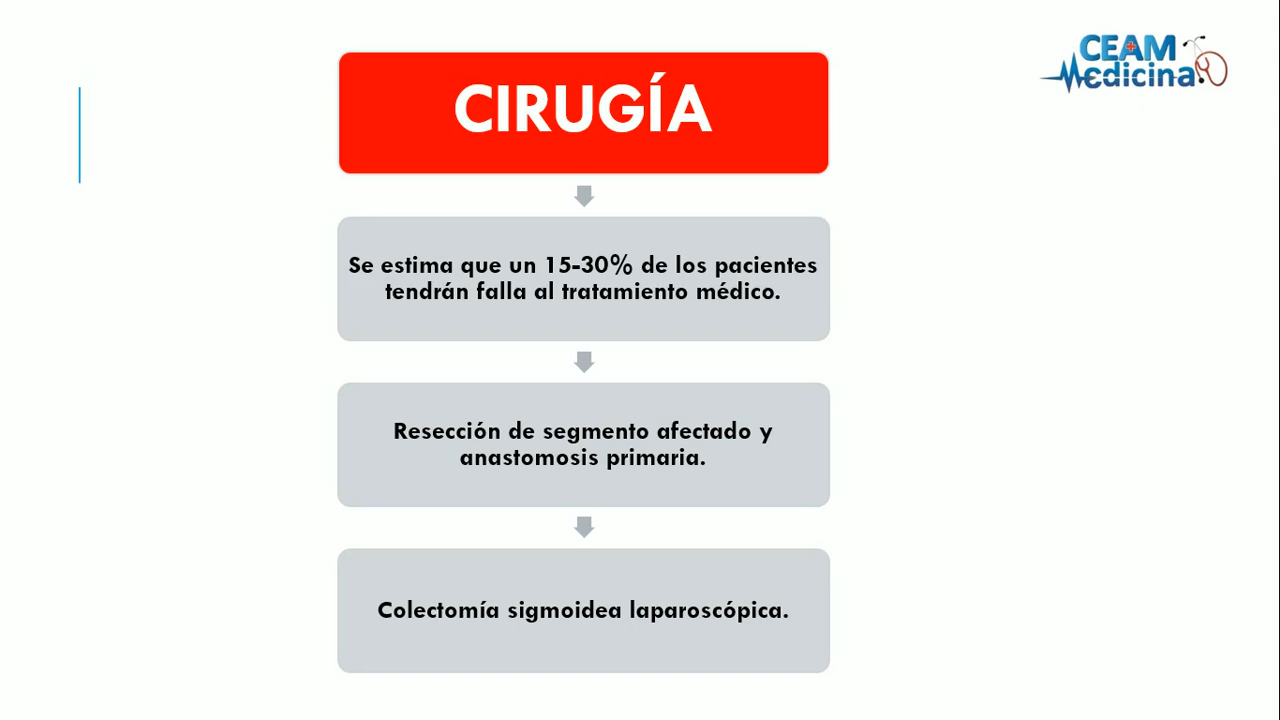 CEAM
Medicina
CIRUGÍA
Se estima que un 15-30% de los pacientes
tendrán falla al tratamiento médico.
Resección de segmento afectado y
anastomosis primaria.
Colectomía sigmoidea laparoscópica.